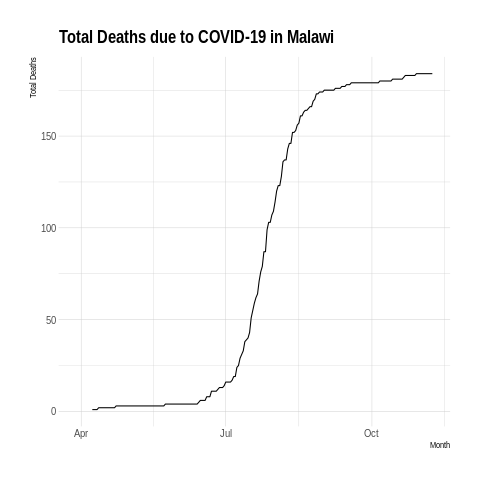 Total Deaths due to COVID-19 in Malawi
Total Deaths
150
100
50
0
Apr
Jul
Oct
Month